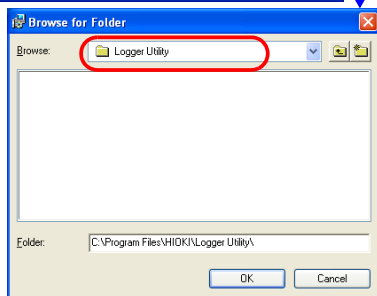 Browse for Folder
Browse:
Logger Utility
Folder:
C:\Program Files\HIOKI\Logger Utility\
OK
Cancel